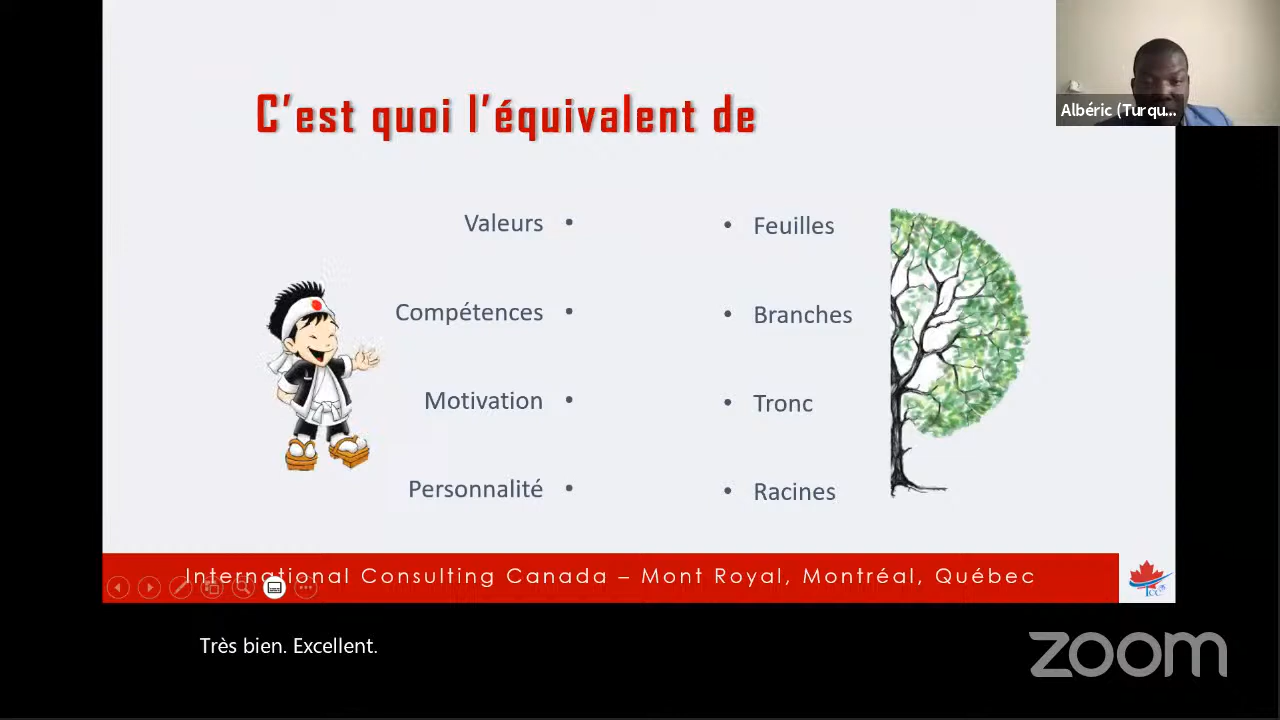 C'est quoi l'équivalent de
Albéric (Turqu...
Valeurs • • Feuilles
Compétences • • Branches
Motivation • • Tronc
Personnalité • • Racines
International Consulting Canada – Mont Royal, Montréal, Québec
Icc
Très bien. Excellent.
zoom